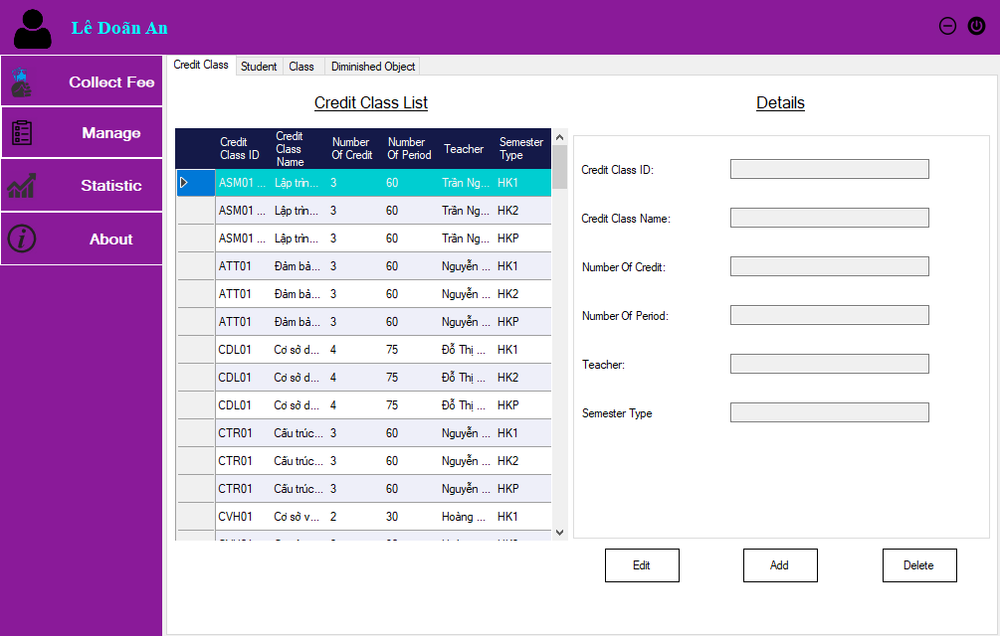 Lê Doãn An
Collect Fee
Manage
Statistic
About
Credit Class Student Class Diminished Object
Credit Class List
Credit Class ID Credit Class Name Number Of Credit Number Of Period Teacher Semester Type
ASM01 ... Lập trìn... 3 60 Trần Ng... HK1
ASM01 ... Lập trìn... 3 60 Trần Ng... HK2
ASM01 ... Lập trìn... 3 60 Trần Ng... HKP
ATT01 Đảm bả... 3 60 Nguyễn ... HK1
ATT01 Đảm bả... 3 60 Nguyễn ... HK2
ATT01 Đảm bả... 3 60 Nguyễn ... HKP
CDL01 Cơ sở d... 4 75 Đỗ Thị ... HK1
CDL01 Cơ sở d... 4 75 Đỗ Thị ... HK2
CDL01 Cơ sở d... 4 75 Đỗ Thị ... HKP
CTR01 Cấu trúc... 3 60 Nguyễn ... HK1
CTR01 Cấu trúc... 3 60 Nguyễn ... HK2
CTR01 Cấu trúc... 3 60 Nguyễn ... HKP
CVH01 Cơ sở v... 2 30 Hoàng ... HK1
Details
Credit Class ID:
Credit Class Name:
Number Of Credit:
Number Of Period:
Teacher:
Semester Type
Edit Add Delete